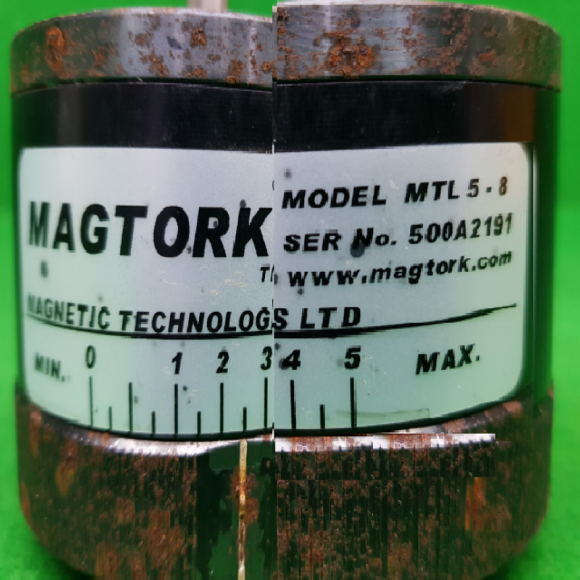 MAGTORK
MODEL MTL 5-8
SER No. 500A2191
www.magtork.com
MAGNETIC TECHNOLOGS LTD
MIN. 0 1 2 3 4 5 MAX.